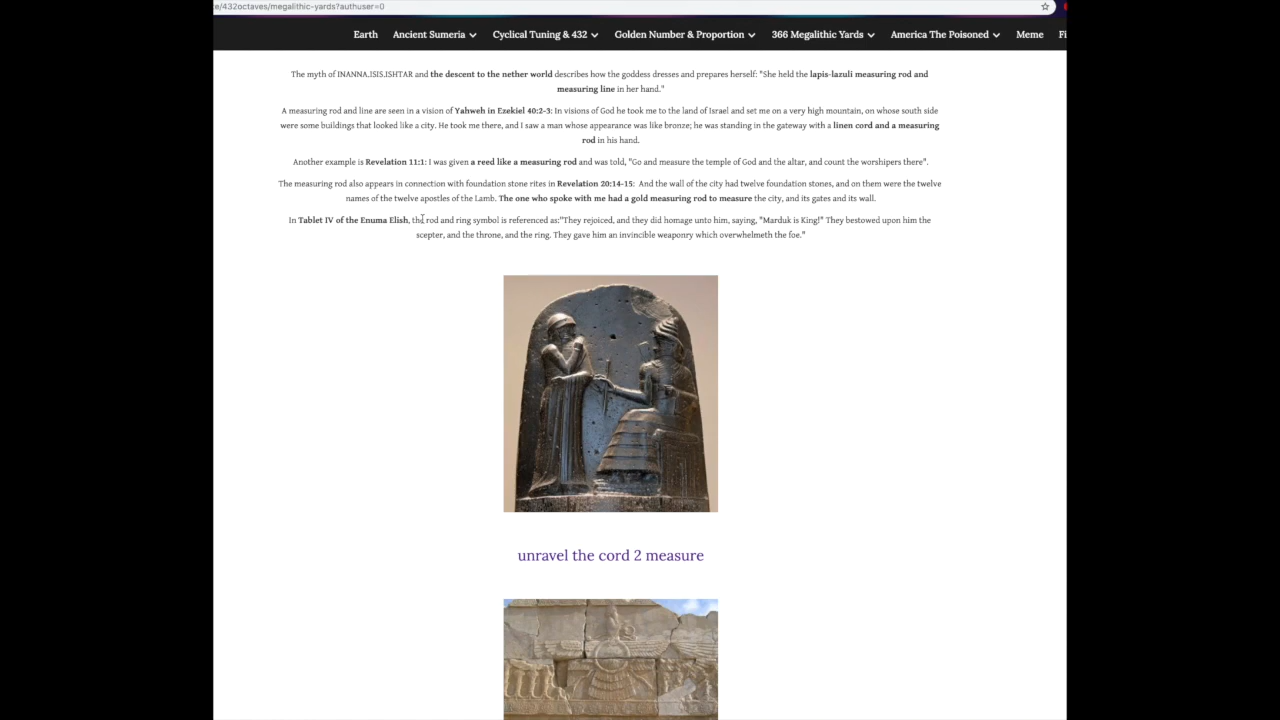 e/432octaves/megalithic-yards?authuser=0
Earth Ancient Sumeria Cyclical Tuning & 432 Golden Number & Proportion 366 Megalithic Yards America The Poisoned Meme Fi
The myth of INANNA.ISIS.ISHTAR and the descent to the nether world describes how the goddess dresses and prepares herself: "She held the lapis-lazuli measuring rod and
measuring line in her hand."
A measuring rod and line are seen in a vision of Yahweh in Ezekiel 40:2-3: In visions of God he took me to the land of Israel and set me on a very high mountain, on whose south side
were some buildings that looked like a city. He took me there, and I saw a man whose appearance was like bronze; he was standing in the gateway with a linen cord and a measuring
rod in his hand.
Another example is Revelation 11:1: I was given a reed like a measuring rod and was told, "Go and measure the temple of God and the altar, and count the worshipers there".
The measuring rod also appears in connection with foundation stone rites in Revelation 20:14-15: And the wall of the city had twelve foundation stones, and on them were the twelve
names of the twelve apostles of the Lamb. The one who spoke with me had a gold measuring rod to measure the city, and its gates and its wall.
In Tablet IV of the Enuma Elish, the rod and ring symbol is referenced as:"They rejoiced, and they did homage unto him, saying, "Marduk is King!" They bestowed upon him the
scepter, and the throne, and the ring. They gave him an invincible weaponry which overwhelmeth the foe."
unravel the cord 2 measure